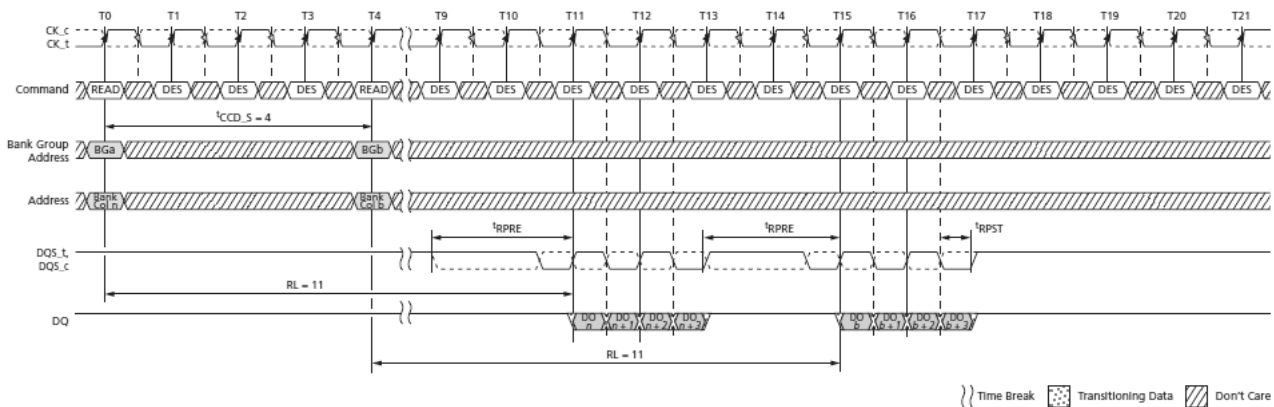 T0 T1 T2 T3 T4 T9 T10 T11 T12 T13 T14 T15 T16 T17 T18 T19 T20 T21
CK_c
CK_t
Command READ DES DES DES READ DES DES DES DES DES DES DES DES DES DES DES DES DES
tCCD_S = 4
Bank Group
Address
BGa BGb
Address
Bank
Col n
Bank
Col b
tRPRE tRPRE tRPST
DQS_t,
DQS_c
RL = 11
DQ
DO
n
DO
n + 1
DO
n + 2
DO
n + 3
DO
b
DO
b + 1
DO
b + 2
DO
b + 3
RL = 11
Time Break Transitioning Data Don't Care